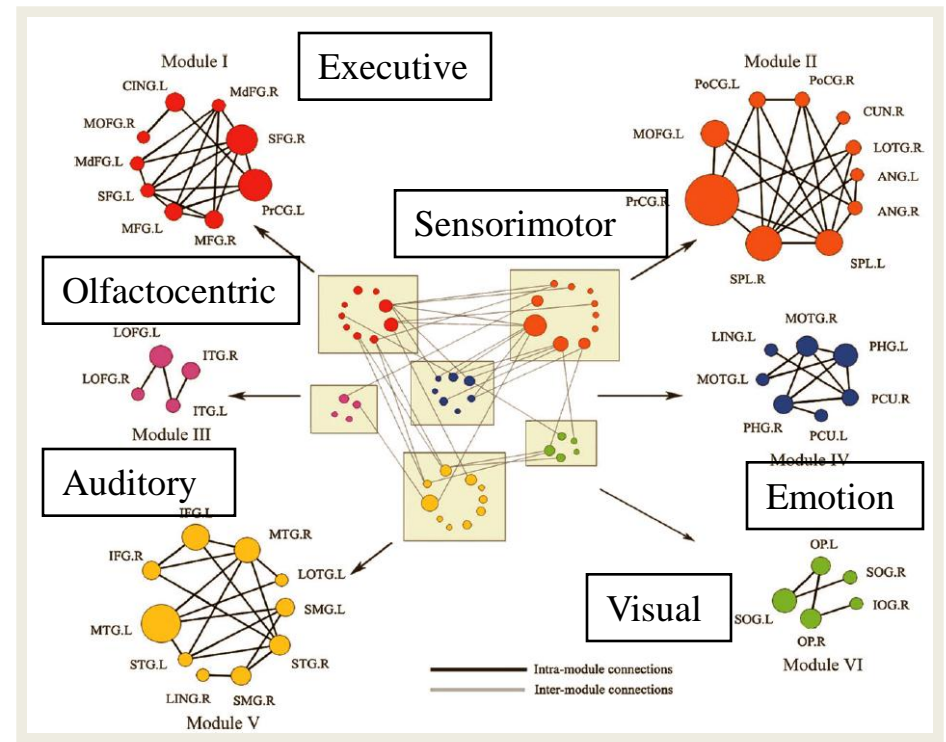 Executive
Module I
CING.L
MdFG.R
MOFG.R
SFG.R
MdFG.L
SFG.L
PrCG.L
MFG.L
MFG.R
Sensorimotor
Module II
PoCG.L
PoCG.R
CUN.R
MOFG.L
LOTG.R
ANG.L
PrCG.R
ANG.R
SPL.L
SPL.R
Olfactocentric
LOFG.L
ITG.R
LOFG.R
ITG.L
Module III
MOTG.R
LING.L
PHG.L
MOTG.L
PCU.R
PHG.R
PCU.L
Module IV
Emotion
Auditory
IFG.L
MTG.R
IFG.R
LOTG.L
SMG.L
MTG.L
STG.R
STG.L
LING.R
SMG.R
Module V
Visual
OP.L
SOG.R
IOG.R
SOG.L
OP.R
Module VI
Intra-module connections
Inter-module connections